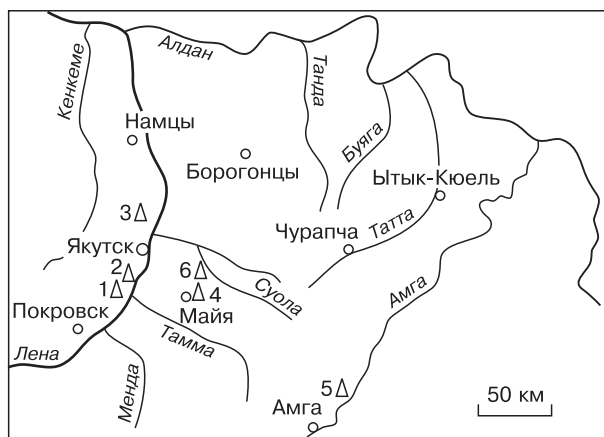 Кенкеме
Алдан
Танда
Буяга
Намцы
Борогонцы
Ытык-Кюель
3
Чурапча
Татта
Якутск
2
6
1
4
Суола
Амга
Покровск
Майя
Лена
Тамма
Менда
5
Амга
50 км